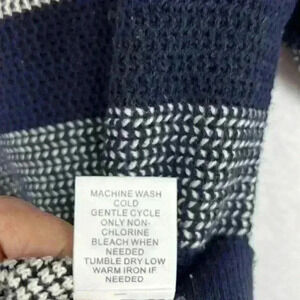 MACHINE WASH
COLD
GENTLE CYCLE
ONLY NON-
CHLORINE
BLEACH WHEN
NEEDED
TUMBLE DRY LOW
WARM IRON IF
NEEDED